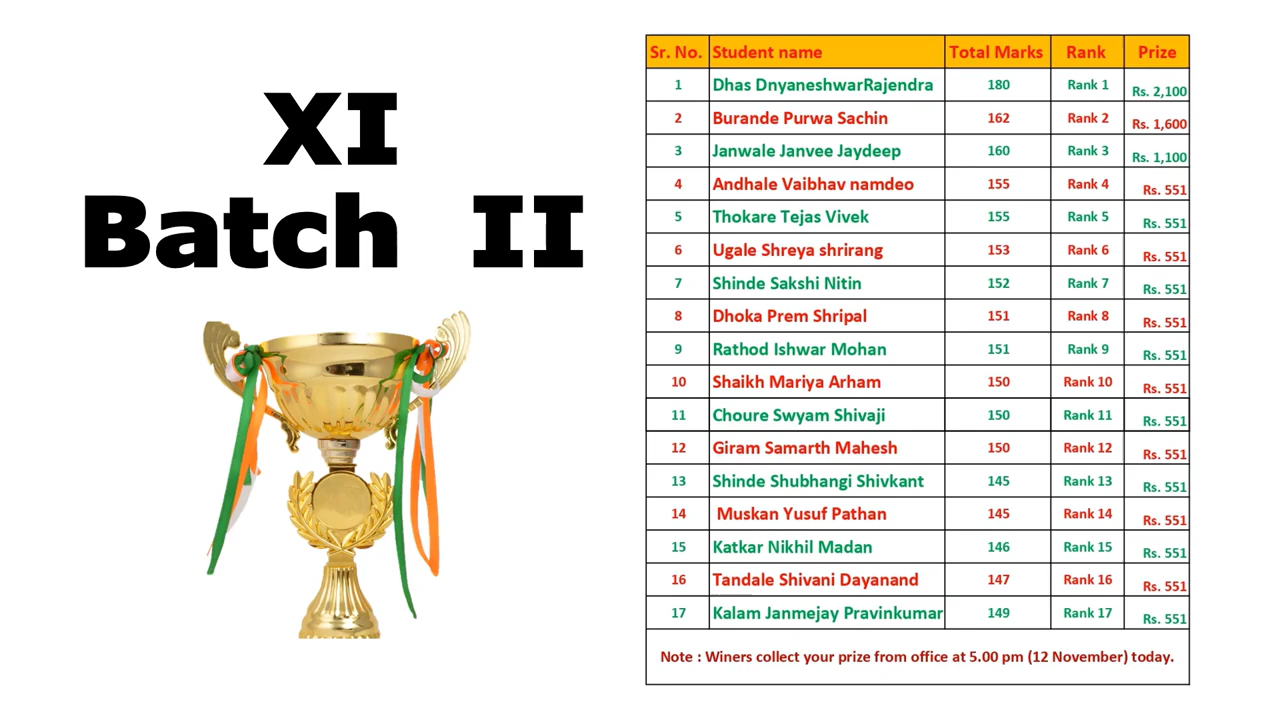 XI
Batch II
Sr. No. Student name Total Marks Rank Prize
1 Dhas DnyaneshwarRajendra 180 Rank 1 Rs. 2,100
2 Burande Purwa Sachin 162 Rank 2 Rs. 1,600
3 Janwale Janvee Jaydeep 160 Rank 3 Rs. 1,100
4 Andhale Vaibhav namdeo 155 Rank 4 Rs. 551
5 Thokare Tejas Vivek 155 Rank 5 Rs. 551
6 Ugale Shreya shrirang 153 Rank 6 Rs. 551
7 Shinde Sakshi Nitin 152 Rank 7 Rs. 551
8 Dhoka Prem Shripal 151 Rank 8 Rs. 551
9 Rathod Ishwar Mohan 151 Rank 9 Rs. 551
10 Shaikh Mariya Arham 150 Rank 10 Rs. 551
11 Choure Swyam Shivaji 150 Rank 11 Rs. 551
12 Giram Samarth Mahesh 150 Rank 12 Rs. 551
13 Shinde Shubhangi Shivkant 145 Rank 13 Rs. 551
14 Muskan Yusuf Pathan 145 Rank 14 Rs. 551
15 Katkar Nikhil Madan 146 Rank 15 Rs. 551
16 Tandale Shivani Dayanand 147 Rank 16 Rs. 551
17 Kalam Janmejay Pravinkumar 149 Rank 17 Rs. 551
Note : Winers collect your prize from office at 5.00 pm (12 November) today.